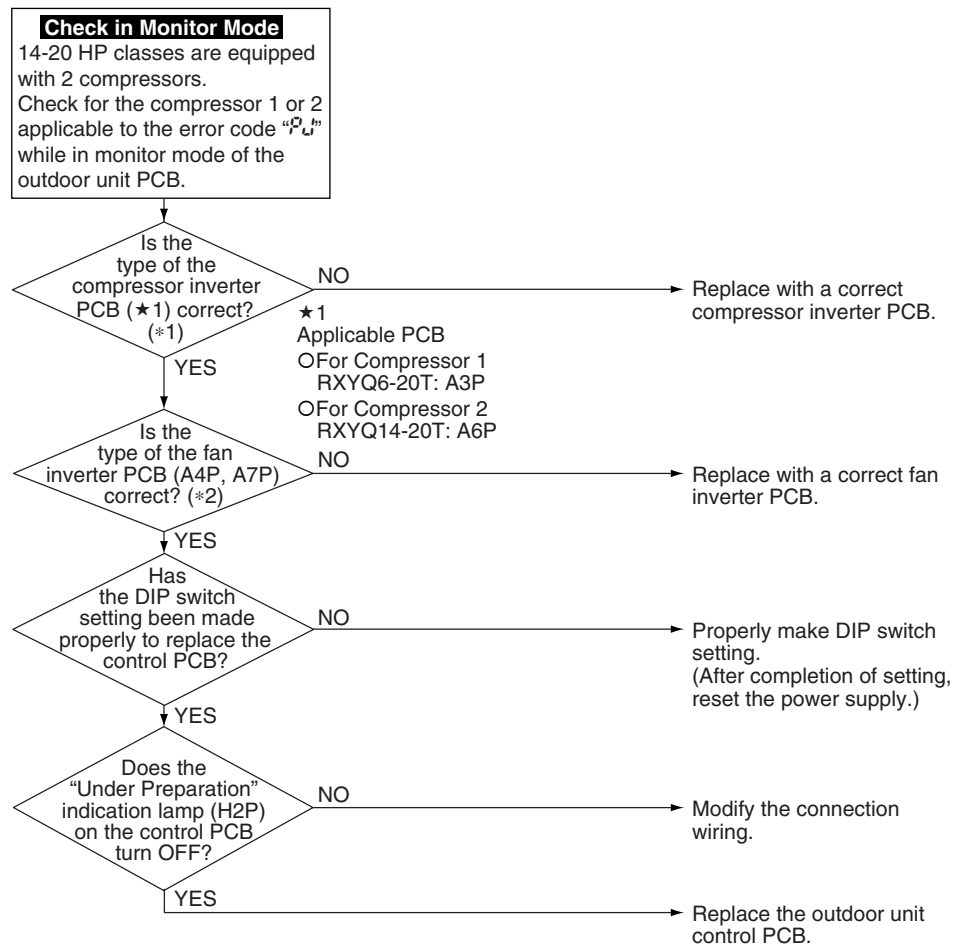 Check in Monitor Mode
14-20 HP classes are equipped
with 2 compressors.
Check for the compressor 1 or 2
applicable to the error code “PJ”
while in monitor mode of the
outdoor unit PCB.
Is the
type of the
compressor inverter
PCB (★1) correct?
(*1)
NO
Replace with a correct
compressor inverter PCB.
★1
Applicable PCB
○For Compressor 1
RXYQ6-20T: A3P
○For Compressor 2
RXYQ14-20T: A6P
YES
Is the
type of the fan
inverter PCB (A4P, A7P)
correct? (*2)
NO
Replace with a correct fan
inverter PCB.
YES
Has
the DIP switch
setting been made
properly to replace the
control PCB?
NO
Properly make DIP switch
setting.
(After completion of setting,
reset the power supply.)
YES
Does the
“Under Preparation”
indication lamp (H2P)
on the control PCB
turn OFF?
NO
Modify the connection
wiring.
YES
Replace the outdoor unit
control PCB.